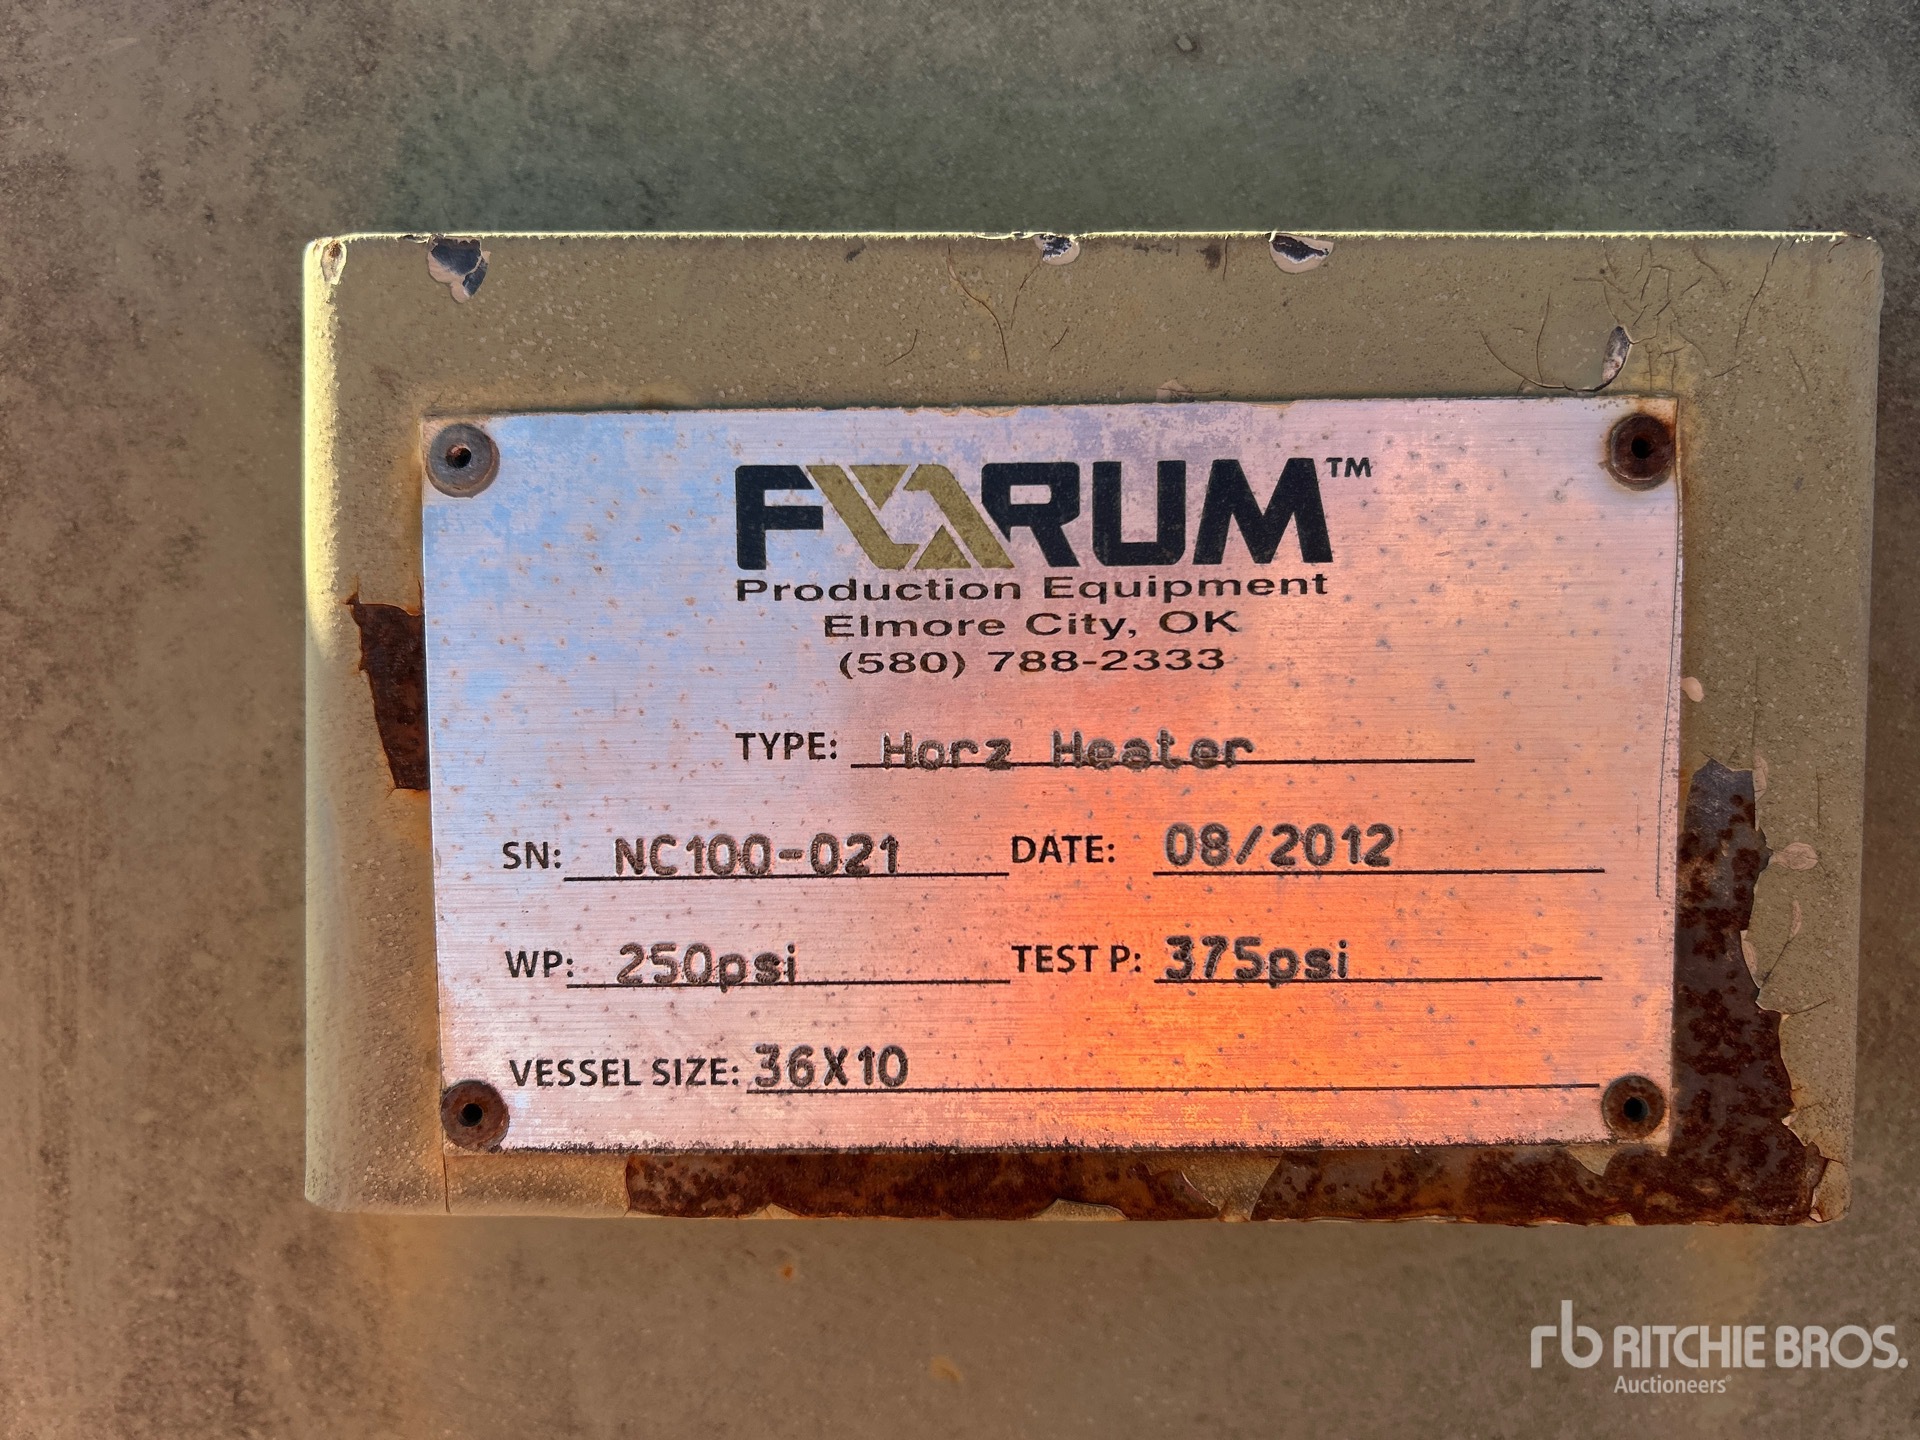 FORUM™
Production Equipment
Elmore City, OK
(580) 788-2333
TYPE: Horz Heater
SN: NC100-021 DATE: 08/2012
WP: 250psi TEST P: 375psi
VESSEL SIZE: 36X10
rb RITCHIE BROS.
Auctioneers